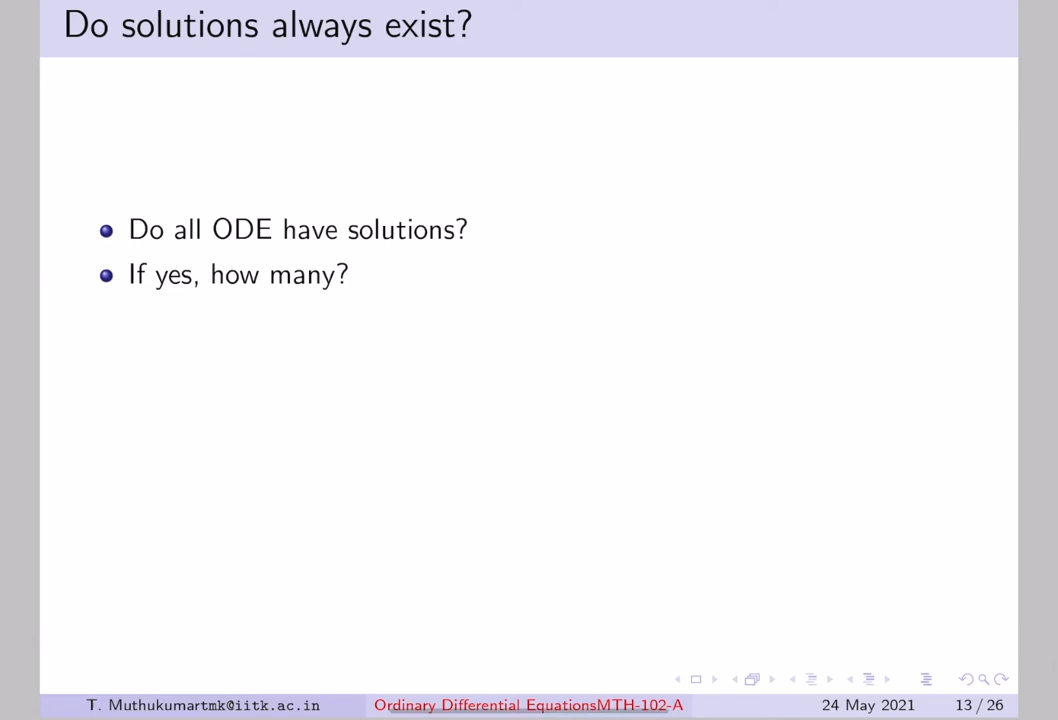 Do solutions always exist?
Do all ODE have solutions?
If yes, how many?
T. Muthukumartmk@iitk.ac.in Ordinary Differential EquationsMTH-102-A 24 May 2021 13 / 26